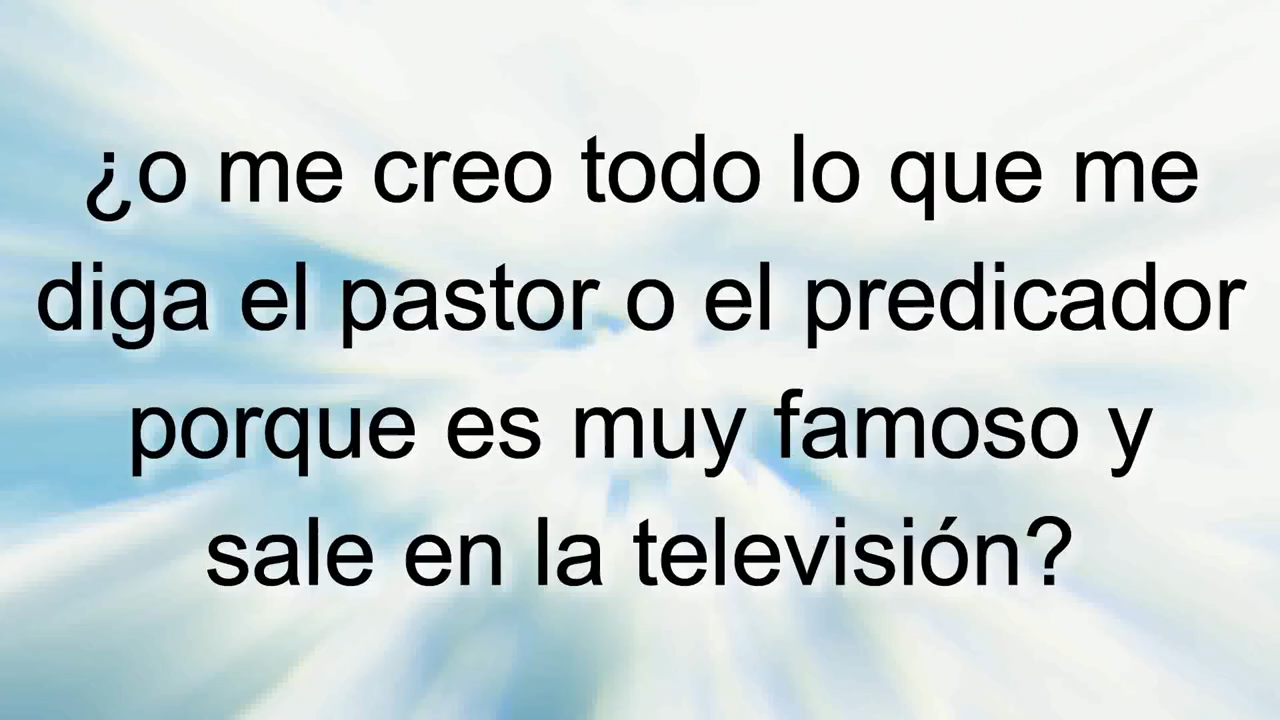 ¿o me creo todo lo que me
diga el pastor o el predicador
porque es muy famoso y
sale en la televisión?